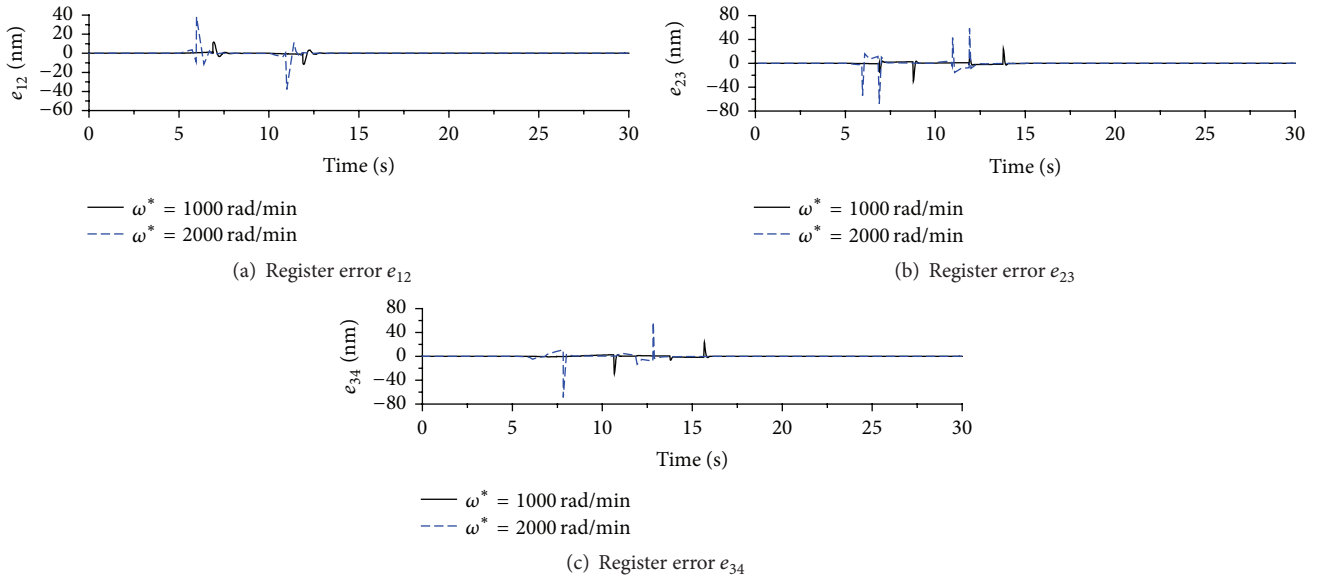 40
20
0
−20
−40
−60
e₁₂ (nm)
0 5 10 15 20 25 30
Time (s)
ω* = 1000 rad/min
ω* = 2000 rad/min
(a) Register error e₁₂
80
40
0
−40
−80
e₂₃ (nm)
0 5 10 15 20 25 30
Time (s)
ω* = 1000 rad/min
ω* = 2000 rad/min
(b) Register error e₂₃
80
40
0
−40
−80
e₃₄ (nm)
0 5 10 15 20 25 30
Time (s)
ω* = 1000 rad/min
ω* = 2000 rad/min
(c) Register error e₃₄